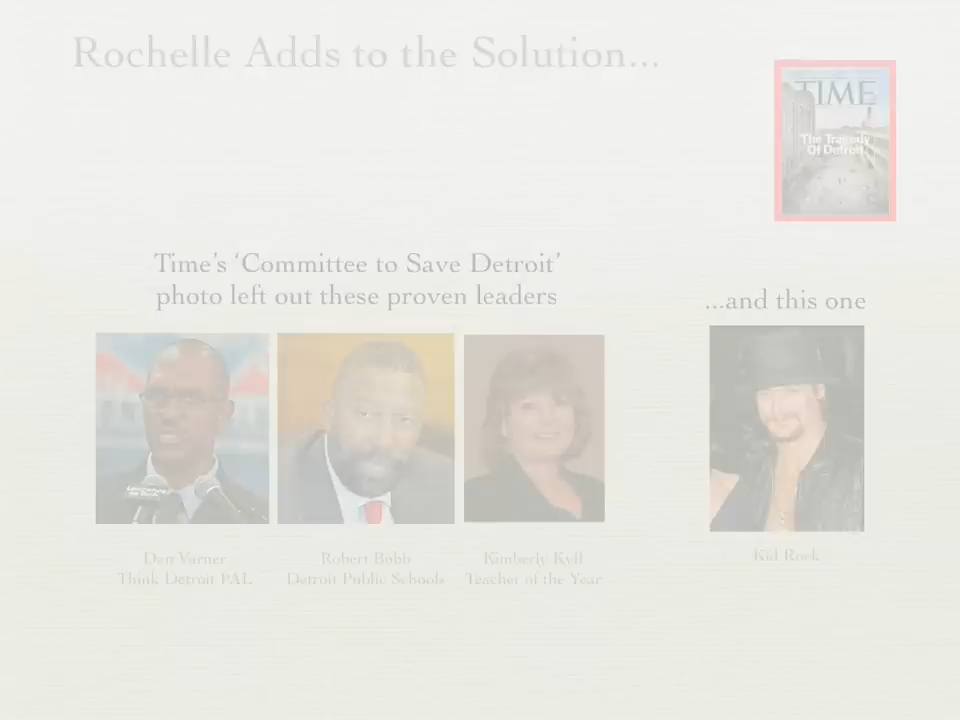 Rochelle Adds to the Solution...
TIME
The Tragedy
Of Detroit
Time's 'Committee to Save Detroit'
photo left out these proven leaders
...and this one
Dan Varner
Think Detroit PAL
Robert Bobb
Detroit Public Schools
Kimberly Kyff
Teacher of the Year
Kid Rock